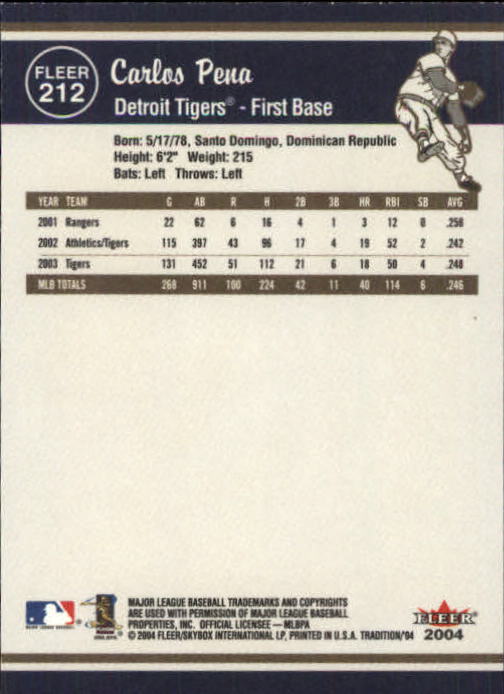 FLEER
212
Carlos Pena
Detroit Tigers® - First Base
Born: 5/17/78, Santo Domingo, Dominican Republic
Height: 6'2" Weight: 215
Bats: Left Throws: Left
YEAR TEAM G AB R H 2B 3B HR RBI SB AVG
2001 Rangers 22 62 6 16 4 1 3 12 0 .258
2002 Athletics/Tigers 115 397 43 96 17 4 19 52 2 .242
2003 Tigers 131 452 51 112 21 6 18 50 4 .248
MLB TOTALS 268 911 100 224 42 11 40 114 6 .246
MAJOR LEAGUE BASEBALL TRADEMARKS AND COPYRIGHTS
ARE USED WITH PERMISSION OF MAJOR LEAGUE BASEBALL
PROPERTIES, INC. OFFICIAL LICENSEE — MLBPA
© 2004 FLEER/SKYBOX INTERNATIONAL LP, PRINTED IN U.S.A. TRADITION/'04
FLEER
2004